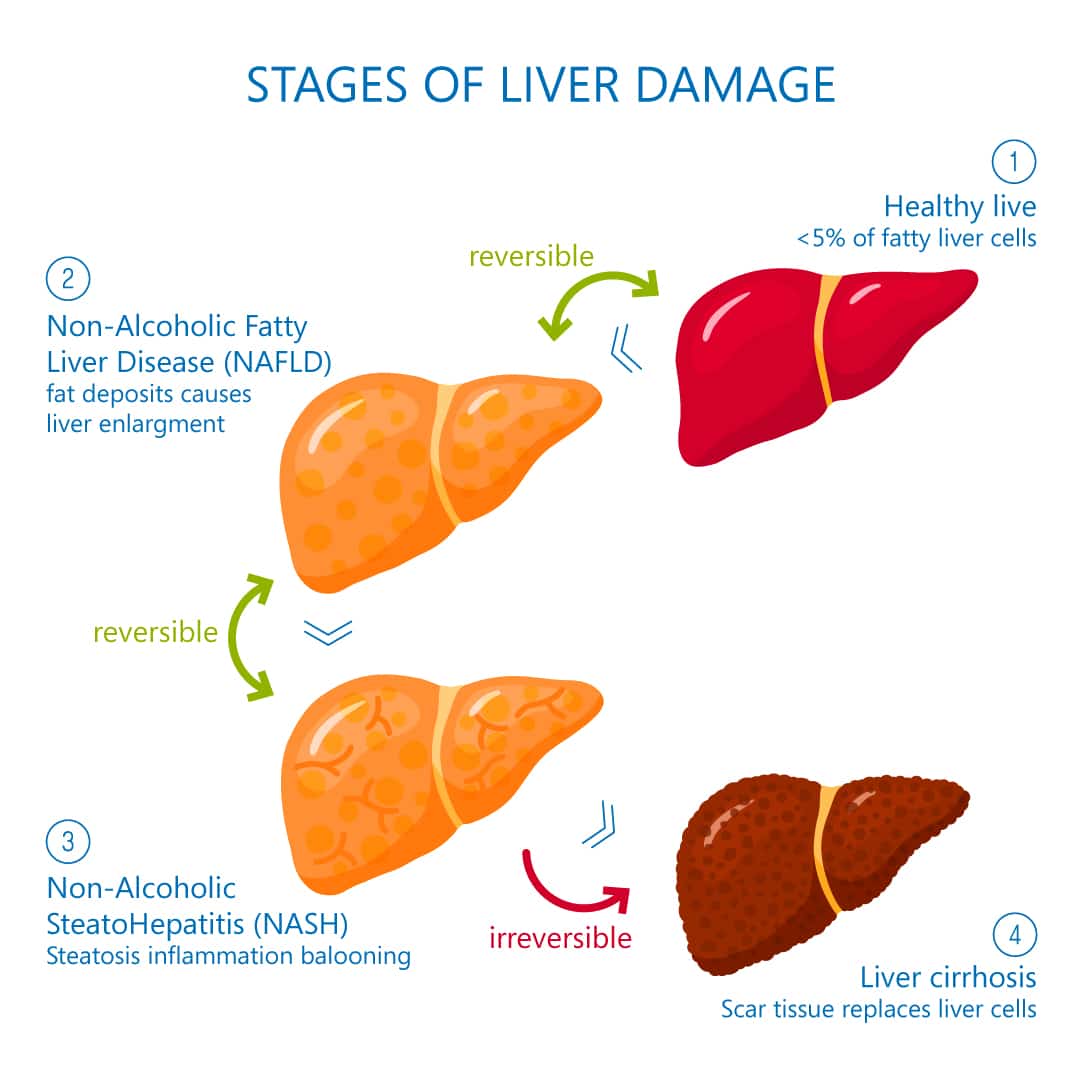 STAGES OF LIVER DAMAGE
1
Healthy live
<5% of fatty liver cells
reversible
2
Non-Alcoholic Fatty
Liver Disease (NAFLD)
fat deposits causes
liver enlargment
reversible
3
Non-Alcoholic
SteatoHepatitis (NASH)
Steatosis inflammation balooning
irreversible
4
Liver cirrhosis
Scar tissue replaces liver cells